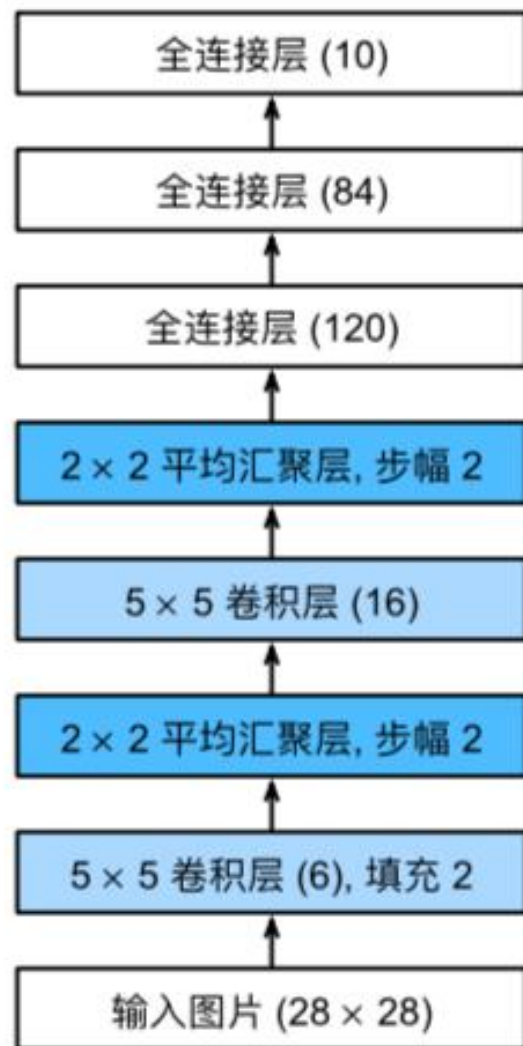 全连接层 (10)
全连接层 (84)
全连接层 (120)
2 × 2 平均汇聚层, 步幅 2
5 × 5 卷积层 (16)
2 × 2 平均汇聚层, 步幅 2
5 × 5 卷积层 (6), 填充 2
输入图片 (28 × 28)